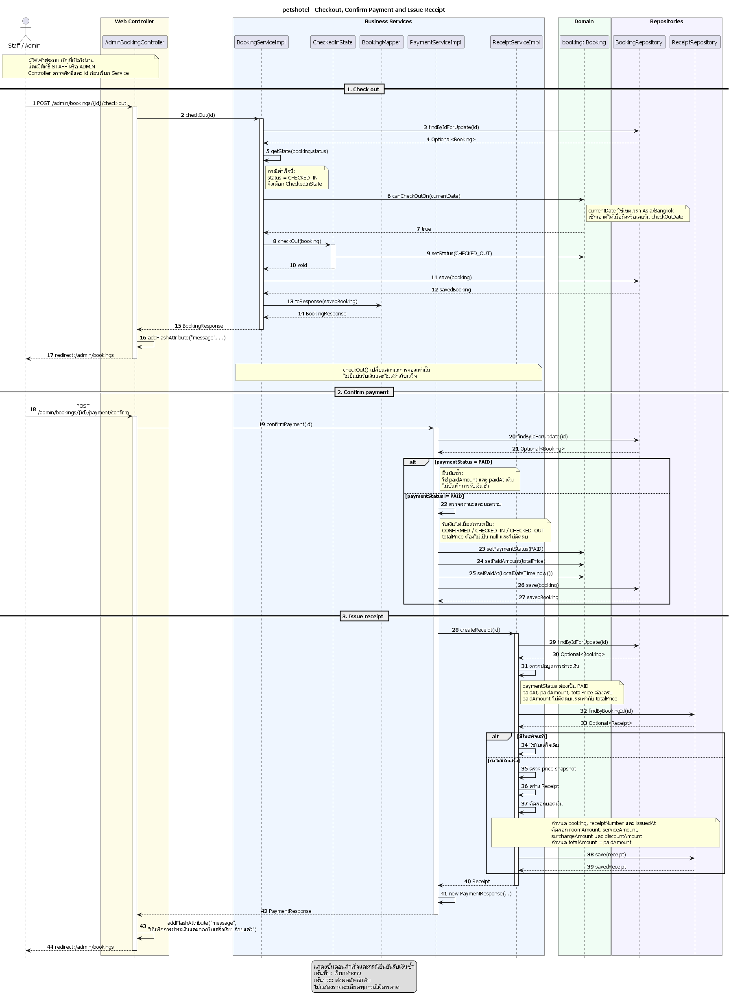 petshotel - Checkout, Confirm Payment and Issue Receipt
Web Controller
Business Services
Domain
Repositories
Staff / Admin
AdminBookingController
BookingServiceImpl
CheckedInState
BookingMapper
PaymentServiceImpl
ReceiptServiceImpl
booking: Booking
BookingRepository
ReceiptRepository
ผู้ใช้เข้าสู่ระบบ บัญชีเปิดใช้งาน
และมีสิทธิ์ STAFF หรือ ADMIN
Controller ตรวจสิทธิ์และ id ก่อนเรียก Service
1. Check out
1 POST /admin/bookings/{id}/check-out
2 checkOut(id)
3 findByIdForUpdate(id)
4 Optional<Booking>
5 getState(booking.status)
กรณีสำเร็จนี้:
status = CHECKED_IN
จึงเลือก CheckedInState
6 canCheckOutOn(currentDate)
currentDate ใช้เขตเวลา Asia/Bangkok
เช็กเอาต์ได้เมื่อถึงหรือเลยวัน checkOutDate
7 true
8 checkOut(booking)
9 setStatus(CHECKED_OUT)
10 void
11 save(booking)
12 savedBooking
13 toResponse(savedBooking)
14 BookingResponse
15 BookingResponse
16 addFlashAttribute("message", ...)
17 redirect:/admin/bookings
checkOut() เปลี่ยนสถานะการจองเท่านั้น
ไม่ยืนยันรับเงินและไม่สร้างใบเสร็จ
2. Confirm payment
18 POST
/admin/bookings/{id}/payment/confirm
19 confirmPayment(id)
20 findByIdForUpdate(id)
21 Optional<Booking>
alt [paymentStatus = PAID]
ยืนยันซ้ำ:
ใช้ paidAmount และ paidAt เดิม
ไม่บันทึกการรับเงินซ้ำ
[paymentStatus != PAID]
22 ตรวจสถานะและยอดรวม
รับเงินได้เมื่อสถานะเป็น:
CONFIRMED / CHECKED_IN / CHECKED_OUT
totalPrice ต้องไม่เป็น null และไม่ติดลบ
23 setPaymentStatus(PAID)
24 setPaidAmount(totalPrice)
25 setPaidAt(LocalDateTime.now())
26 save(booking)
27 savedBooking
3. Issue receipt
28 createReceipt(id)
29 findByIdForUpdate(id)
30 Optional<Booking>
31 ตรวจข้อมูลการชำระเงิน
paymentStatus ต้องเป็น PAID
paidAt, paidAmount, totalPrice ต้องครบ
paidAmount ไม่ติดลบและเท่ากับ totalPrice
32 findByBookingId(id)
33 Optional<Receipt>
alt [มีใบเสร็จแล้ว]
34 ใช้ใบเสร็จเดิม
[ยังไม่มีใบเสร็จ]
35 ตรวจ price snapshot
36 สร้าง Receipt
37 คัดลอกยอดเงิน
กำหนด booking, receiptNumber และ issuedAt
คัดลอก roomAmount, serviceAmount,
surchargeAmount และ discountAmount
กำหนด totalAmount = paidAmount
38 save(receipt)
39 savedReceipt
40 Receipt
41 new PaymentResponse(...)
42 PaymentResponse
43 addFlashAttribute("message",
"บันทึกการชำระเงินและออกใบเสร็จเรียบร้อยแล้ว")
44 redirect:/admin/bookings
แสดงขั้นตอนสำเร็จและกรณียืนยันรับเงินซ้ำ
เส้นทึบ: เรียกทำงาน
เส้นประ: ส่งผลลัพธ์กลับ
ไม่แสดงรายละเอียดทุกกรณีผิดพลาด